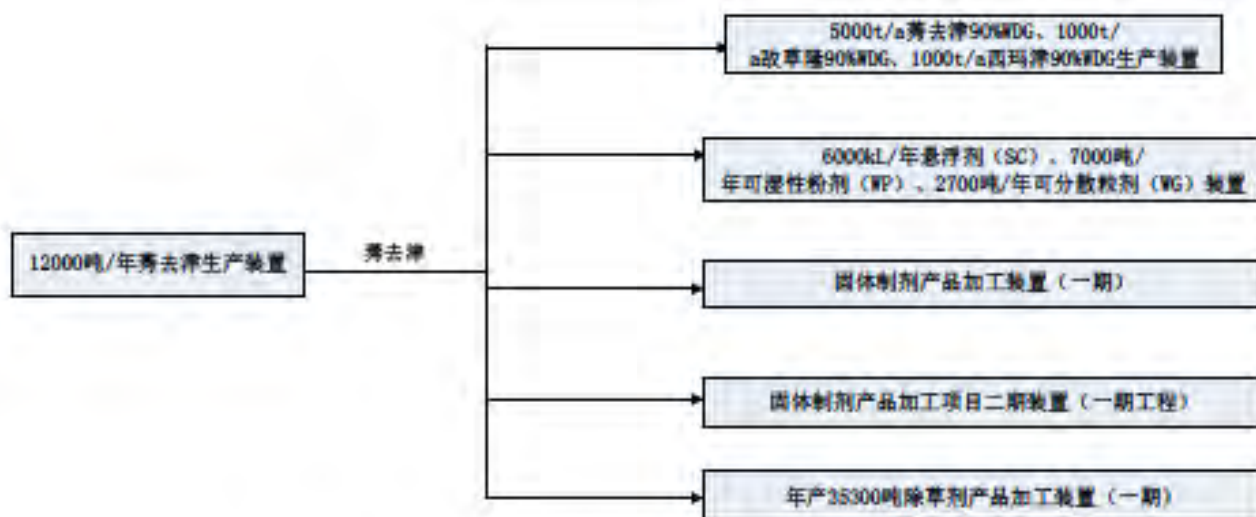 5000t/a莠去津90%WDG、1000t/
a敌草隆90%WDG、1000t/a西玛津90%WDG生产装置
6000kL/年悬浮剂（SC）、7000吨/
年可湿性粉剂（WP）、2700吨/年可分散粒剂（WG）装置
12000吨/年莠去津生产装置
莠去津
固体制剂产品加工装置（一期）
固体制剂产品加工项目二期装置（一期工程）
年产35300吨除草剂产品加工装置（一期）